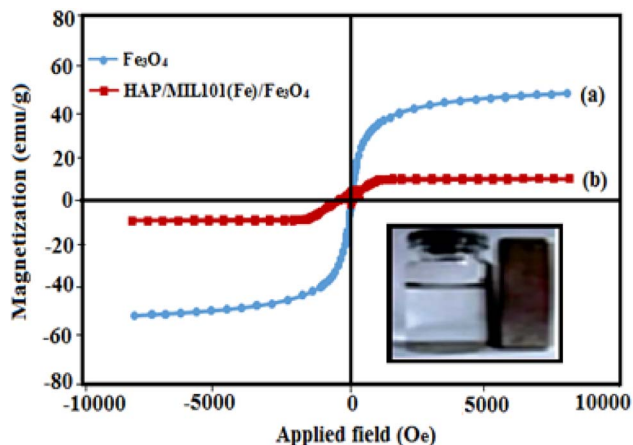 80
60
40
20
0
-20
-40
-60
-80
Magnetization (emu/g)
Fe₃O₄
HAP/MIL101(Fe)/Fe₃O₄
(a)
(b)
-10000
-5000
0
5000
10000
Applied field (Oe)